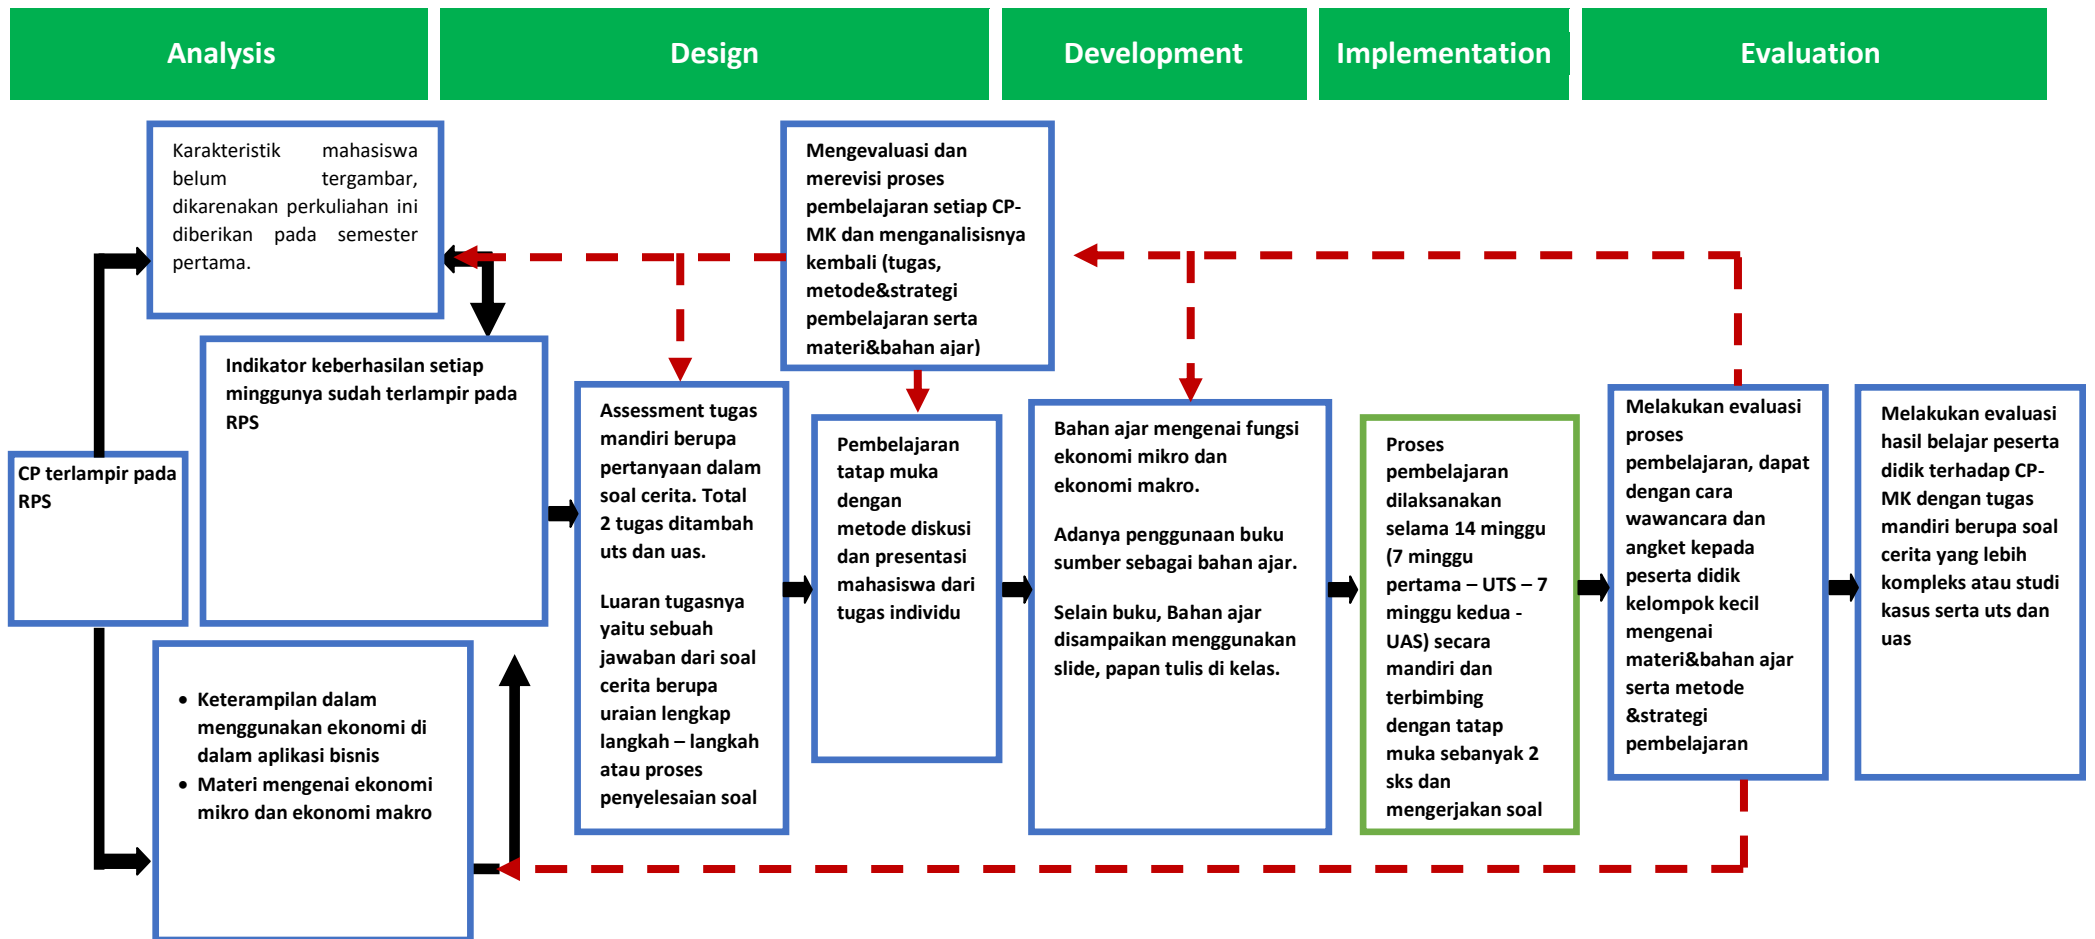 Analysis
Design
Development
Implementation
Evaluation
Karakteristik mahasiswa
belum tergambar,
dikarenakan perkuliahan ini
diberikan pada semester
pertama.
Mengevaluasi dan
merevisi proses
pembelajaran setiap CP-
MK dan menganalisisnya
kembali (tugas,
metode&strategi
pembelajaran serta
materi&bahan ajar)
Indikator keberhasilan setiap
minggunya sudah terlampir pada
RPS
CP terlampir pada
RPS
• Keterampilan dalam
menggunakan ekonomi di
dalam aplikasi bisnis
• Materi mengenai ekonomi
mikro dan ekonomi makro
Assessment tugas
mandiri berupa
pertanyaan dalam
soal cerita. Total
2 tugas ditambah
uts dan uas.
Luaran tugasnya
yaitu sebuah
jawaban dari soal
cerita berupa
uraian lengkap
langkah – langkah
atau proses
penyelesaian soal
Pembelajaran
tatap muka
dengan
metode diskusi
dan presentasi
mahasiswa dari
tugas individu
Bahan ajar mengenai fungsi
ekonomi mikro dan
ekonomi makro.
Adanya penggunaan buku
sumber sebagai bahan ajar.
Selain buku, Bahan ajar
disampaikan menggunakan
slide, papan tulis di kelas.
Proses
pembelajaran
dilaksanakan
selama 14 minggu
(7 minggu
pertama – UTS – 7
minggu kedua -
UAS) secara
mandiri dan
terbimbing
dengan tatap
muka sebanyak 2
sks dan
mengerjakan soal
Melakukan evaluasi
proses
pembelajaran, dapat
dengan cara
wawancara dan
angket kepada
peserta didik
kelompok kecil
mengenai
materi&bahan ajar
serta metode
&strategi
pembelajaran
Melakukan evaluasi
hasil belajar peserta
didik terhadap CP-
MK dengan tugas
mandiri berupa soal
cerita yang lebih
kompleks atau studi
kasus serta uts dan
uas